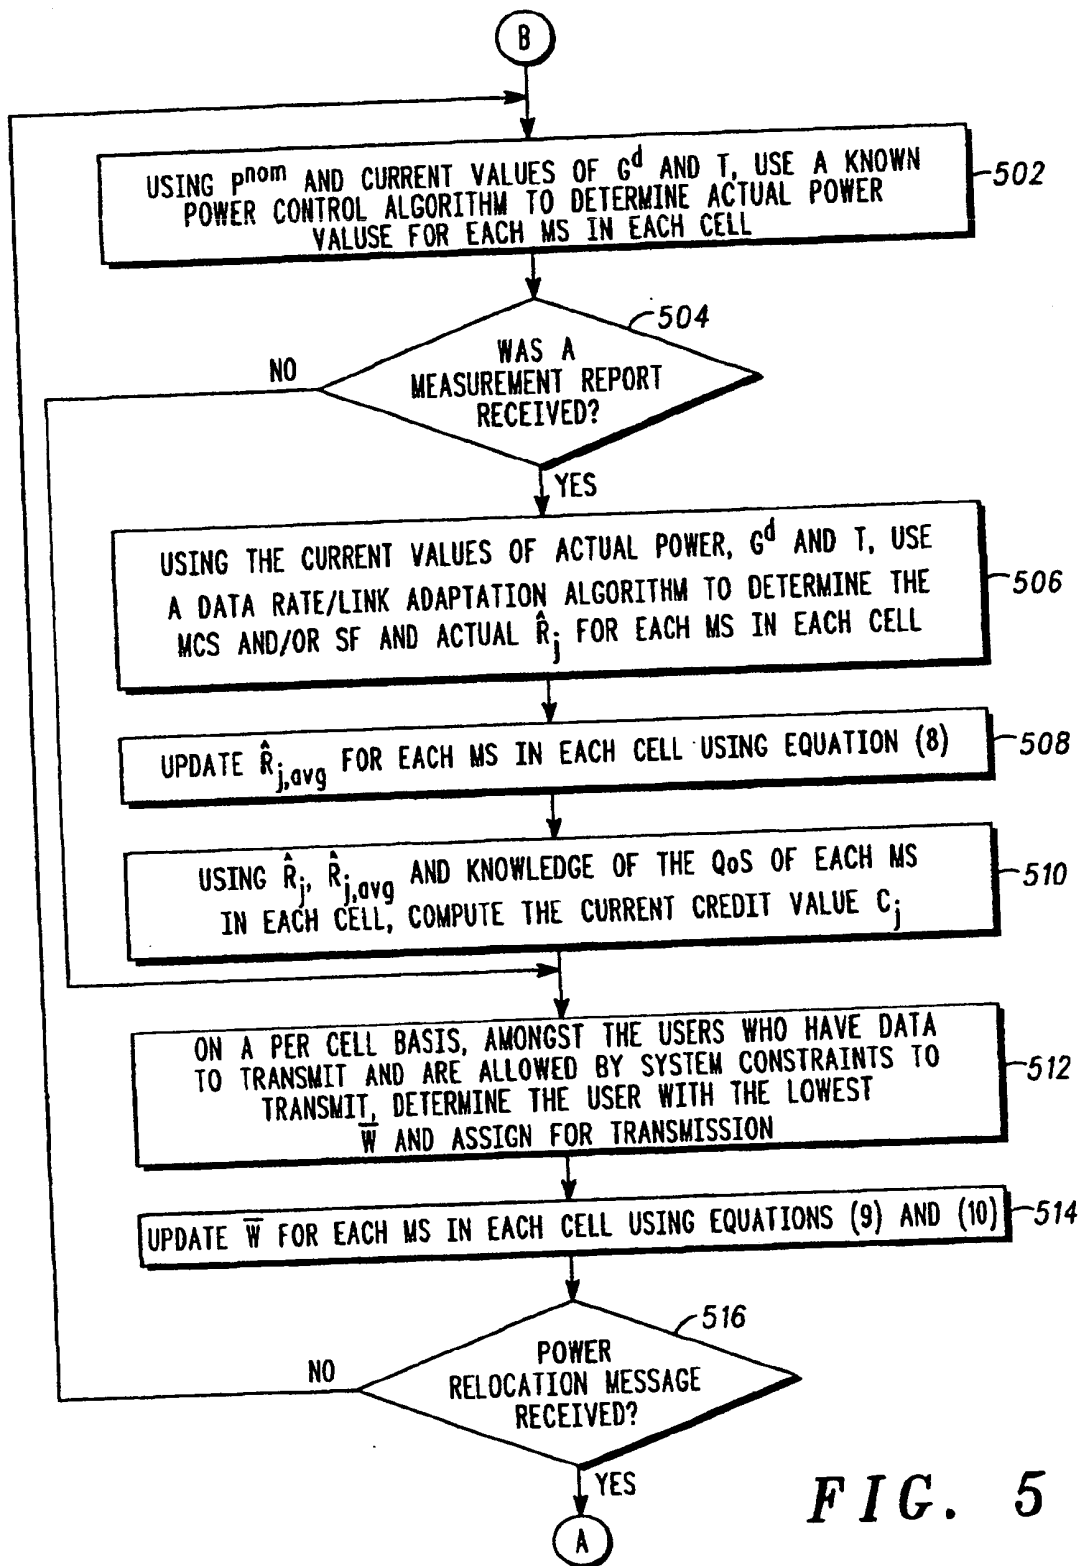 B
USING P^nom AND CURRENT VALUES OF G^d AND T, USE A KNOWN
POWER CONTROL ALGORITHM TO DETERMINE ACTUAL POWER
VALUSE FOR EACH MS IN EACH CELL
502
504
WAS A
MEASUREMENT REPORT
RECEIVED?
NO
YES
USING THE CURRENT VALUES OF ACTUAL POWER, G^d AND T, USE
A DATA RATE/LINK ADAPTATION ALGORITHM TO DETERMINE THE
MCS AND/OR SF AND ACTUAL R̂_j FOR EACH MS IN EACH CELL
506
UPDATE R̂_j,avg FOR EACH MS IN EACH CELL USING EQUATION (8)
508
USING R̂_j, R̂_j,avg AND KNOWLEDGE OF THE QoS OF EACH MS
IN EACH CELL, COMPUTE THE CURRENT CREDIT VALUE C_j
510
ON A PER CELL BASIS, AMONGST THE USERS WHO HAVE DATA
TO TRANSMIT AND ARE ALLOWED BY SYSTEM CONSTRAINTS TO
TRANSMIT, DETERMINE THE USER WITH THE LOWEST
W̅ AND ASSIGN FOR TRANSMISSION
512
UPDATE W̅ FOR EACH MS IN EACH CELL USING EQUATIONS (9) AND (10)
514
516
POWER
RELOCATION MESSAGE
RECEIVED?
NO
YES
A
FIG. 5